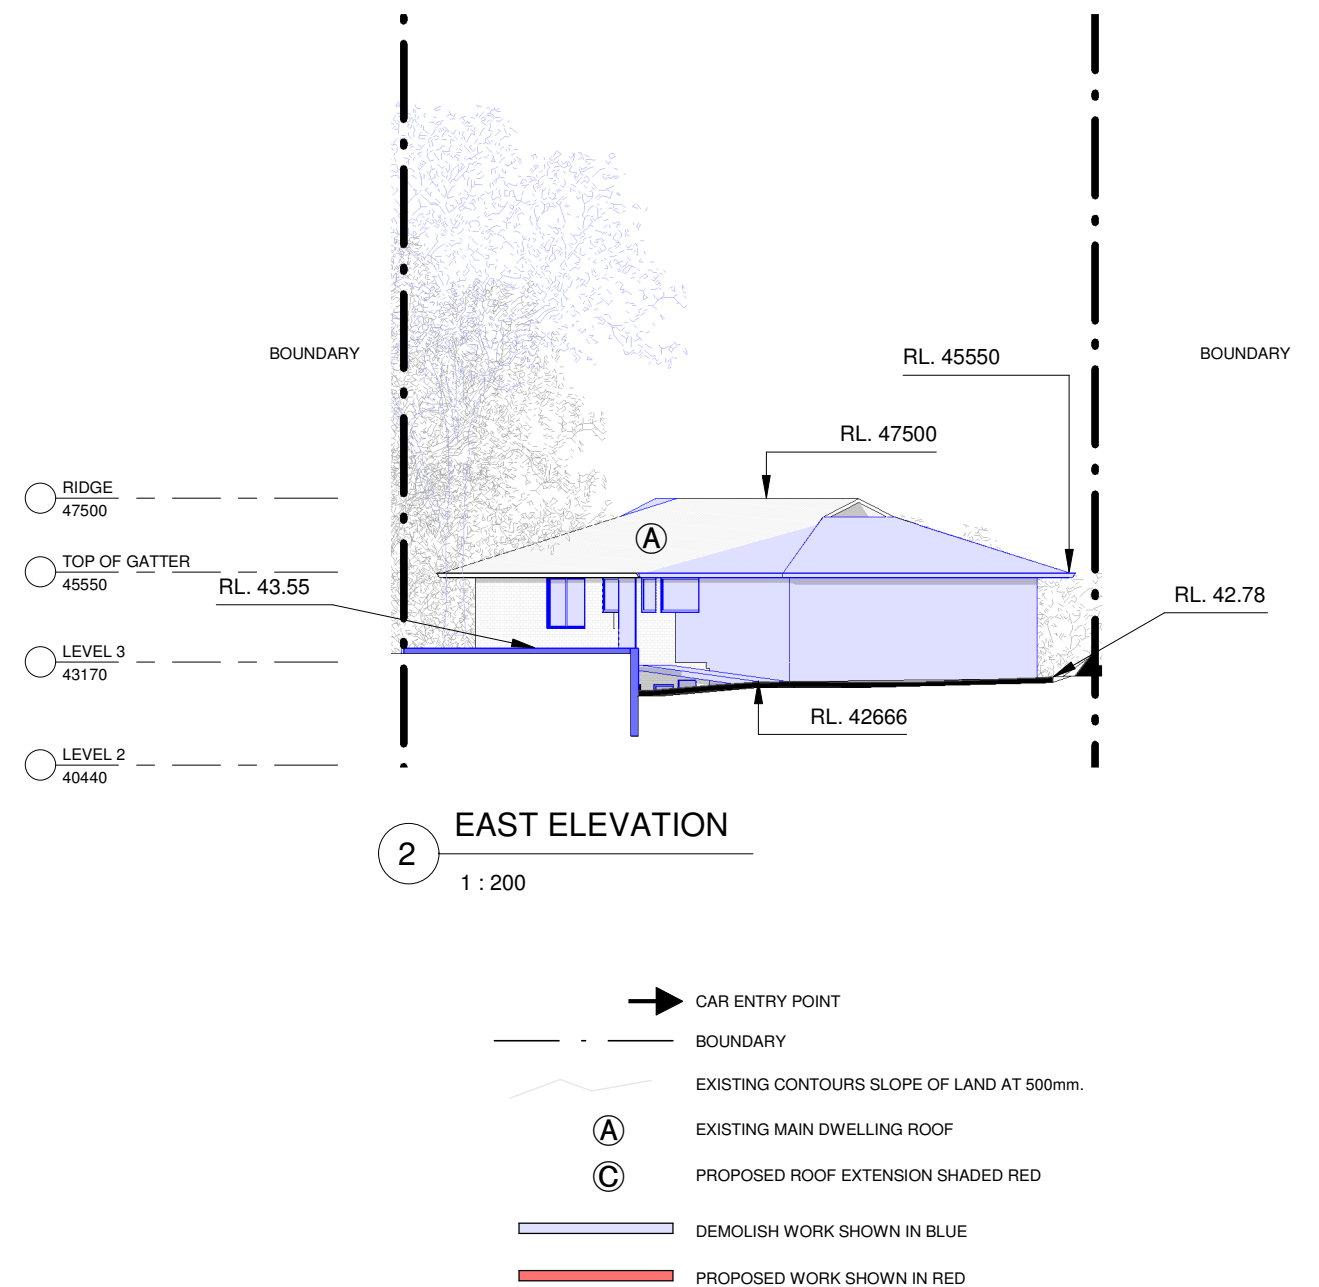 BOUNDARY
BOUNDARY
RL. 45550
RL. 47500
RIDGE
47500
TOP OF GATTER
45550
RL. 43.55
RL. 42.78
A
LEVEL 3
43170
RL. 42666
LEVEL 2
40440
2
EAST ELEVATION
1 : 200
CAR ENTRY POINT
BOUNDARY
EXISTING CONTOURS SLOPE OF LAND AT 500mm.
A EXISTING MAIN DWELLING ROOF
C PROPOSED ROOF EXTENSION SHADED RED
DEMOLISH WORK SHOWN IN BLUE
PROPOSED WORK SHOWN IN RED